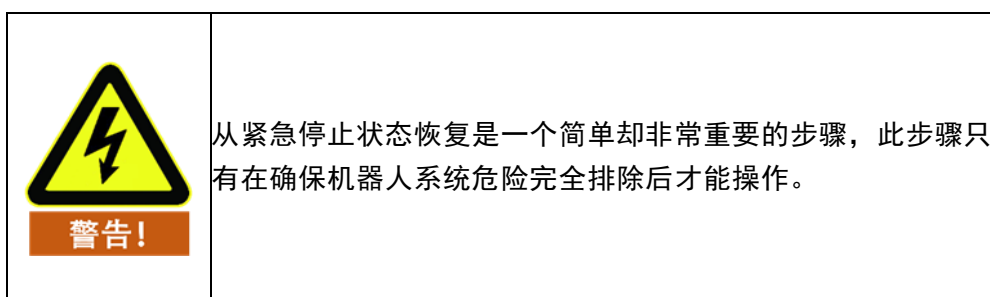 从紧急停止状态恢复是一个简单却非常重要的步骤，此步骤只
有在确保机器人系统危险完全排除后才能操作。
警告！